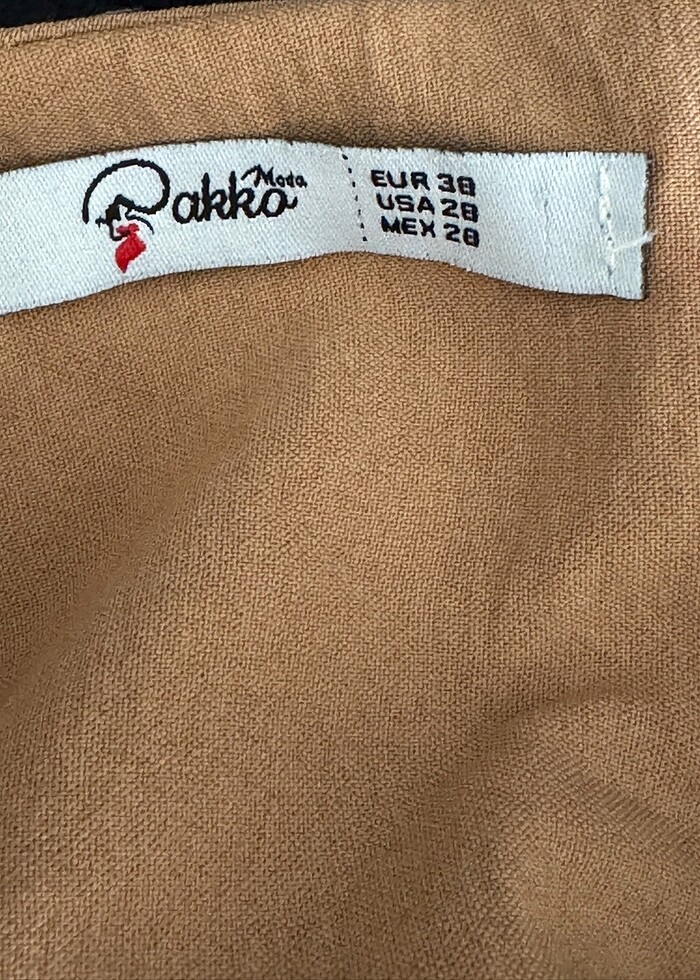 Pakko Moda
EUR 38
USA 28
MEX 28